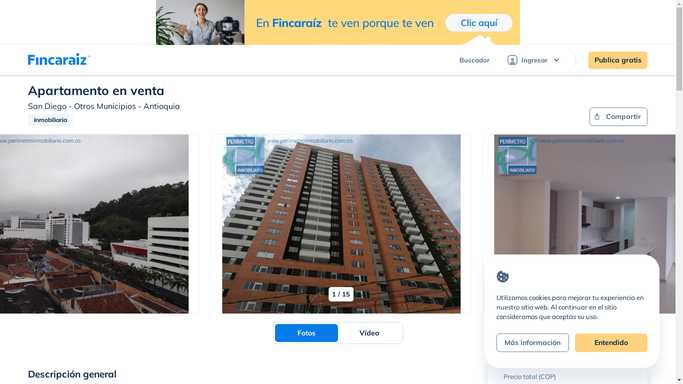 En Fincaraíz te ven porque te ven
Clic aquí
Fincaraíz
Buscador
Ingresar
Publica gratis
Apartamento en venta
San Diego - Otros Municipios - Antioquia
Inmobiliaria
Compartir
www.perimetroinmobiliario.com.co
PERIMETRO
INMOBILIARIO
www.perimetroinmobiliario.com.co
PERIMETRO
INMOBILIARIO
www.perimetroinmobiliario.com.co
1 / 15
Fotos
Vídeo
Utilizamos cookies para mejorar tu experiencia en
nuestro sitio web. Al continuar en el sitio
consideramos que aceptas su uso.
Más información
Entendido
Descripción general
Precio total (COP)